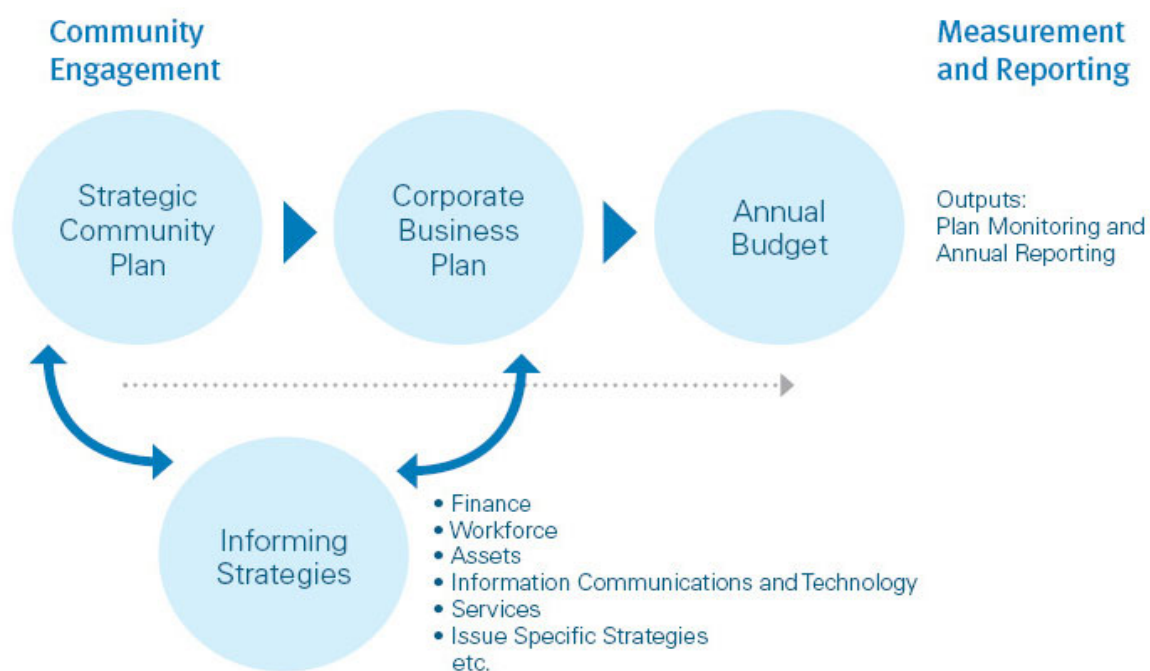 Community
Engagement
Measurement
and Reporting
Strategic
Community
Plan
Corporate
Business
Plan
Annual
Budget
Outputs:
Plan Monitoring and
Annual Reporting
Informing
Strategies
• Finance
• Workforce
• Assets
• Information Communications and Technology
• Services
• Issue Specific Strategies
etc.